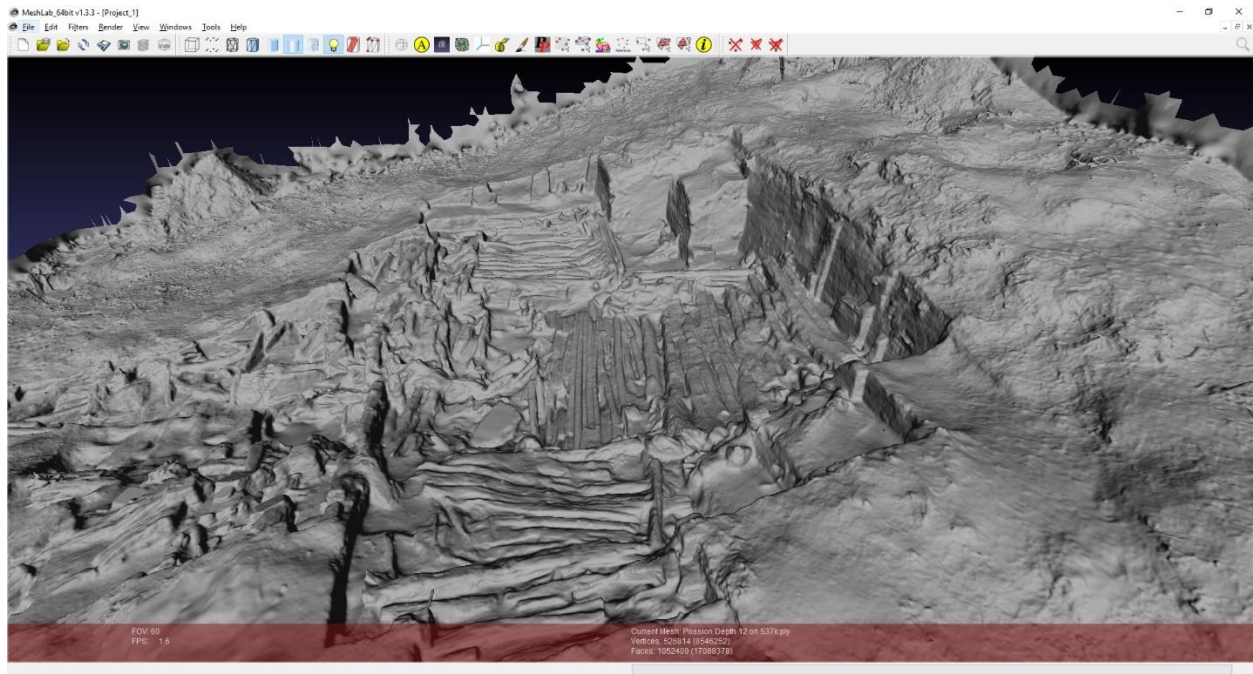 MeshLab_64bit v1.3.3 - [Project_1]
File Edit Filters Render View Windows Tools Help
FOV: 60
FPS: 1.6
Current Mesh: Possion Depth 12 on 537k.ply
Vertices: 526814 (8546252)
Faces: 1052409 (17089378)